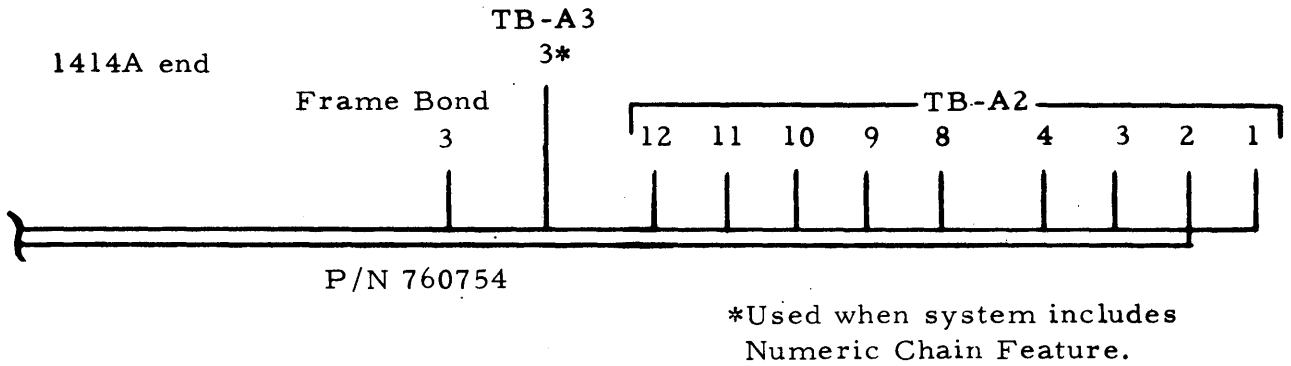 TB-A3
3*
1414A end
Frame Bond
3
TB-A2
12 11 10 9 8 4 3 2 1
P/N 760754
*Used when system includes
Numeric Chain Feature.